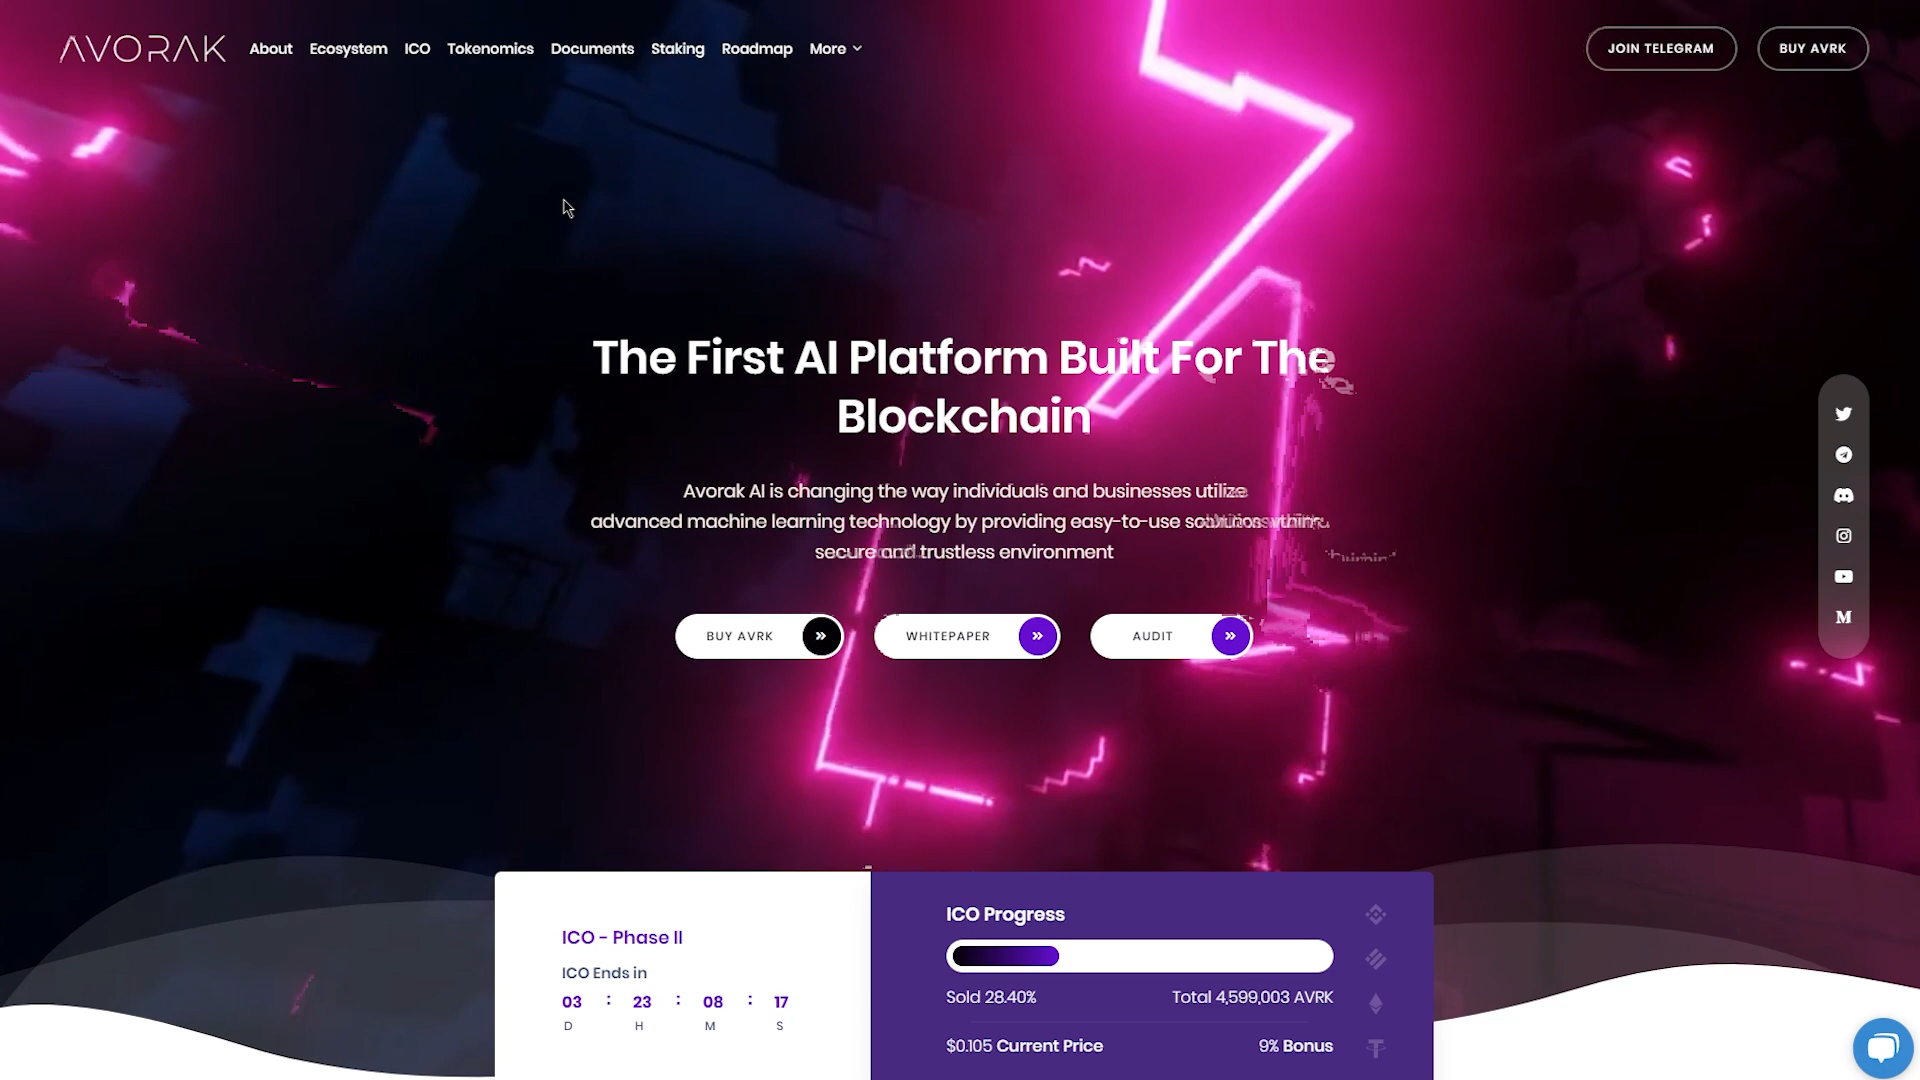 AVORAK
About Ecosystem ICO Tokenomics Documents Staking Roadmap More
JOIN TELEGRAM
BUY AVRK
The First AI Platform Built For The
Blockchain
Avorak AI is changing the way individuals and businesses utilize
advanced machine learning technology by providing easy-to-use
secure and trustless environment
BUY AVRK
WHITEPAPER
AUDIT
ICO - Phase II
ICO Ends in
03 : 23 : 08 : 17
D H M S
ICO Progress
Sold 28.40% Total 4,599,003 AVRK
$0.105 Current Price 9% Bonus